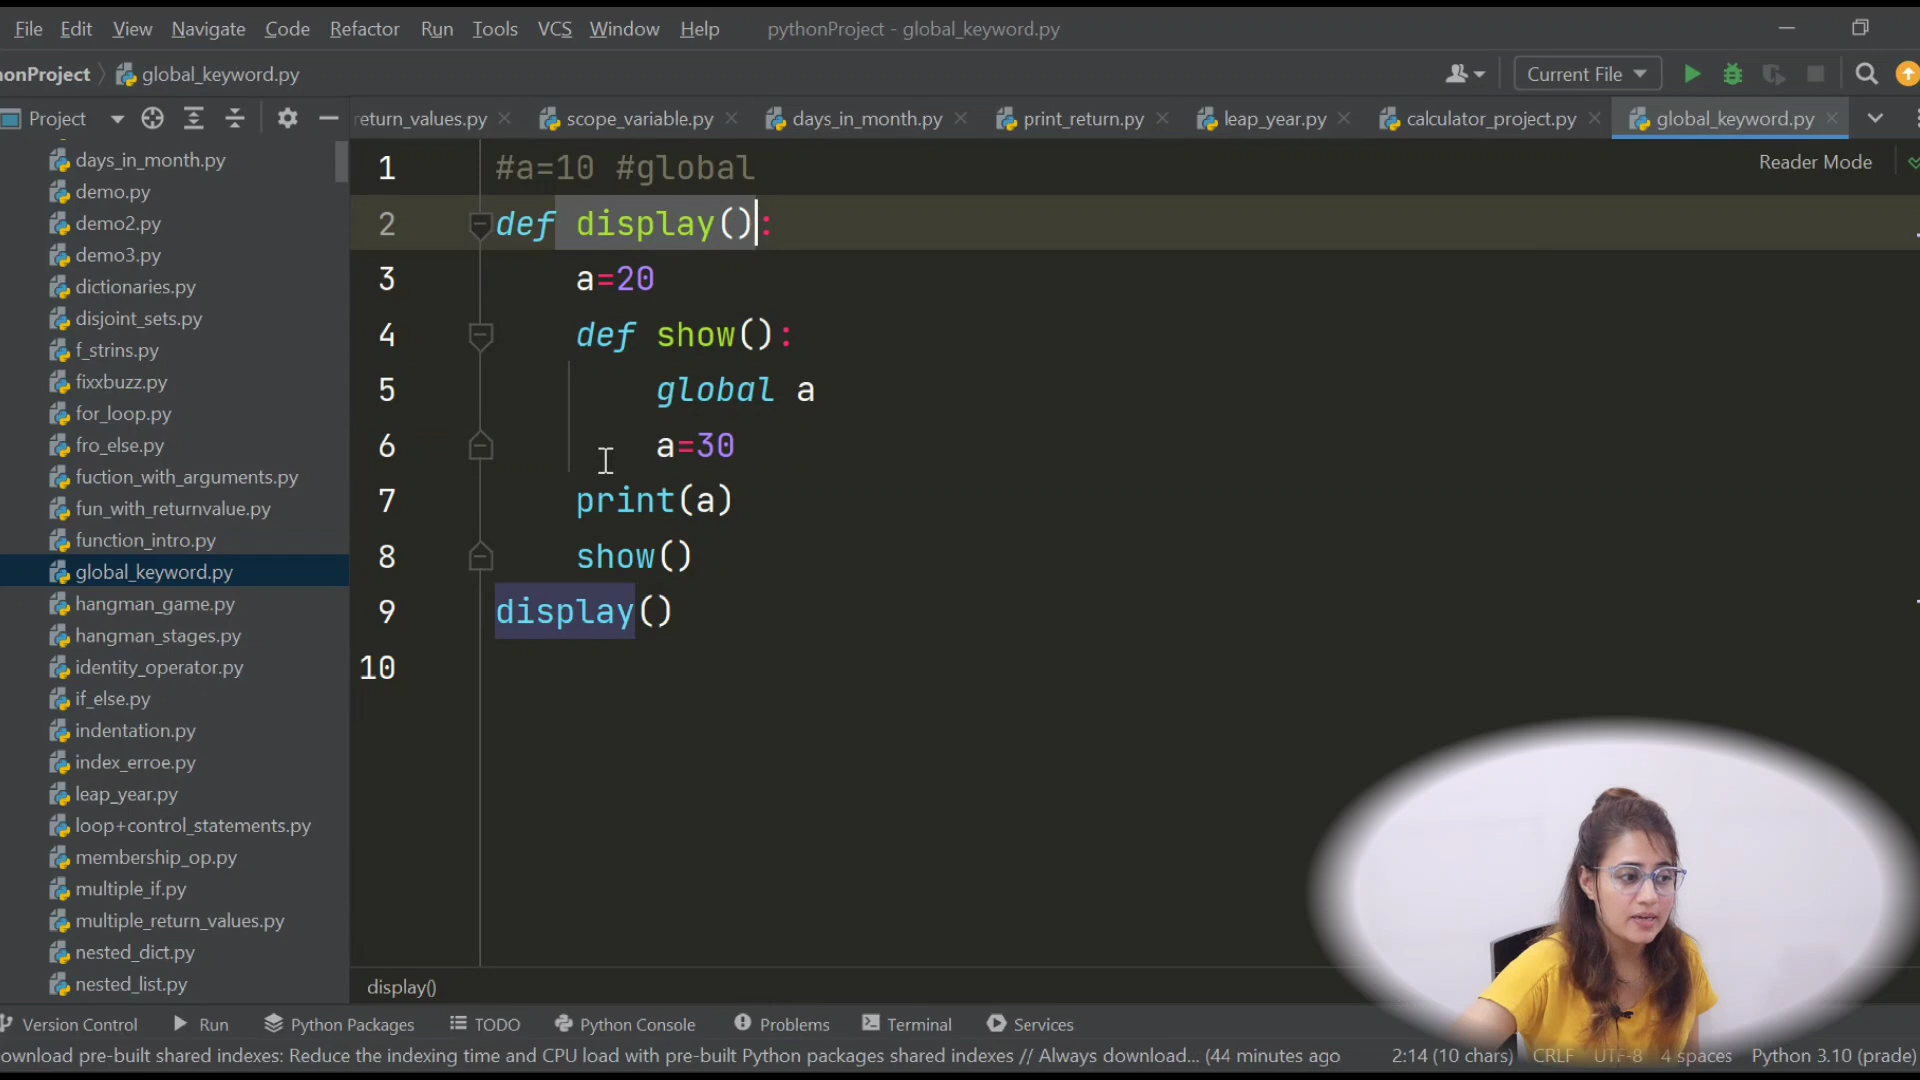 File Edit View Navigate Code Refactor Run Tools VCS Window Help pythonProject - global_keyword.py
onProject global_keyword.py Current File
Project
return_values.py scope_variable.py days_in_month.py print_return.py leap_year.py calculator_project.py global_keyword.py
days_in_month.py
demo.py
demo2.py
demo3.py
dictionaries.py
disjoint_sets.py
f_strins.py
fixxbuzz.py
for_loop.py
fro_else.py
fuction_with_arguments.py
fun_with_returnvalue.py
function_intro.py
global_keyword.py
hangman_game.py
hangman_stages.py
identity_operator.py
if_else.py
indentation.py
index_erroe.py
leap_year.py
loop+control_statements.py
membership_op.py
multiple_if.py
multiple_return_values.py
nested_dict.py
nested_list.py
Reader Mode
1 #a=10 #global
2 def display():
3 a=20
4 def show():
5 global a
6 a=30
7 print(a)
8 show()
9 display()
10
display()
Version Control Run Python Packages TODO Python Console Problems Terminal Services
ownload pre-built shared indexes: Reduce the indexing time and CPU load with pre-built Python packages shared indexes // Always download... (44 minutes ago 2:14 (10 chars) CRLF UTF-8 4 spaces Python 3.10 (prade)